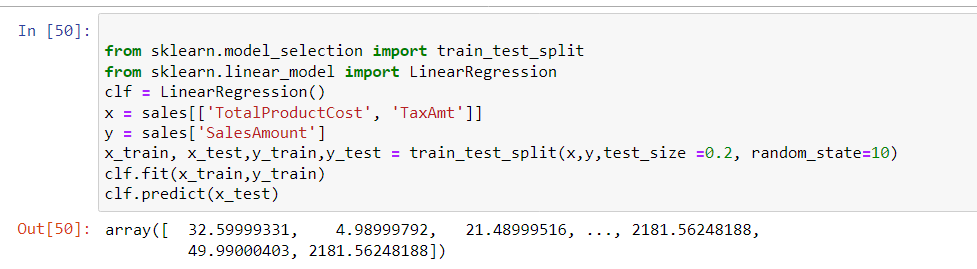 In [50]:
from sklearn.model_selection import train_test_split
from sklearn.linear_model import LinearRegression
clf = LinearRegression()
x = sales[['TotalProductCost', 'TaxAmt']]
y = sales['SalesAmount']
x_train, x_test,y_train,y_test = train_test_split(x,y,test_size =0.2, random_state=10)
clf.fit(x_train,y_train)
clf.predict(x_test)
Out[50]: array([  32.59999331,    4.98999792,   21.48999516, ..., 2181.56248188,
49.99000403, 2181.56248188])